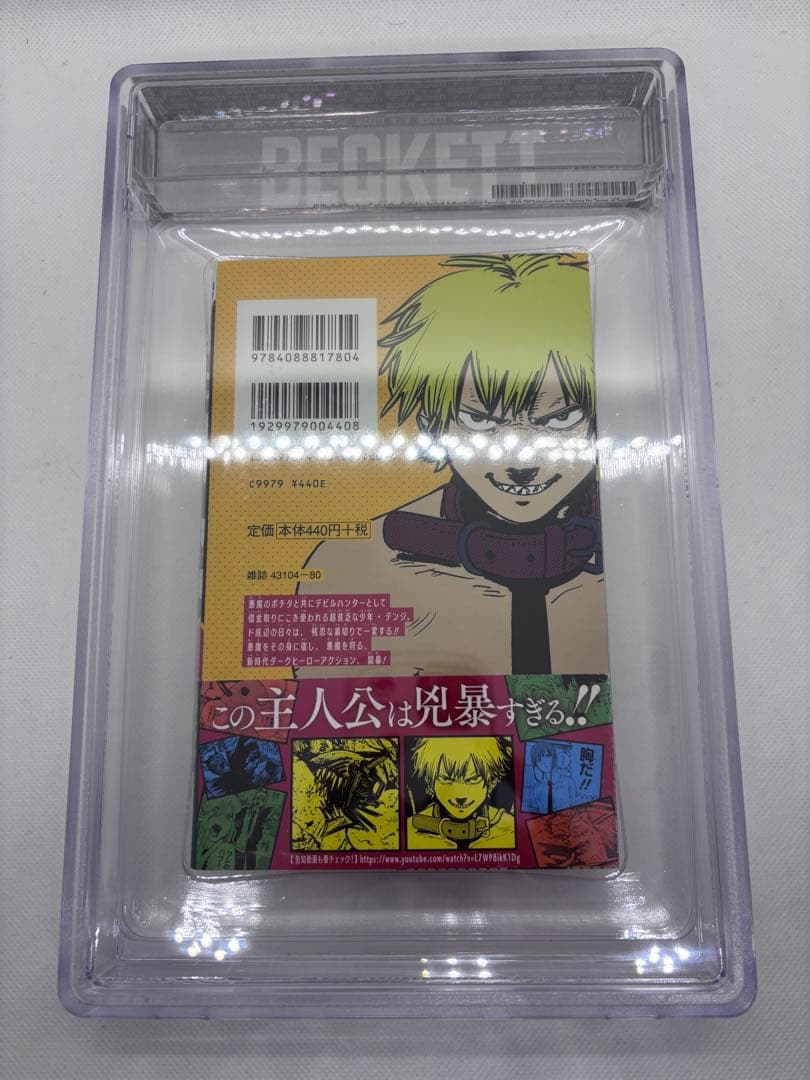 BECKETT
9784088817804
1929979004408
C9979 ¥440E
定価 本体440円+税
雑誌 43104-80
悪魔のポチタと共にデビルハンターとして
借金取りにこき使われる超貧乏な少年・デンジ。
ド底辺の日々は、残忍な裏切りで一変する!!
悪魔をその身に宿し、悪魔を狩る、
新時代ダークヒーローアクション、開幕!
この主人公は兇暴すぎる..!!
胸だ!!
【告知動画も要チェック!】https://www.youtube.com/watch?v=L7WP8ikK1Dg